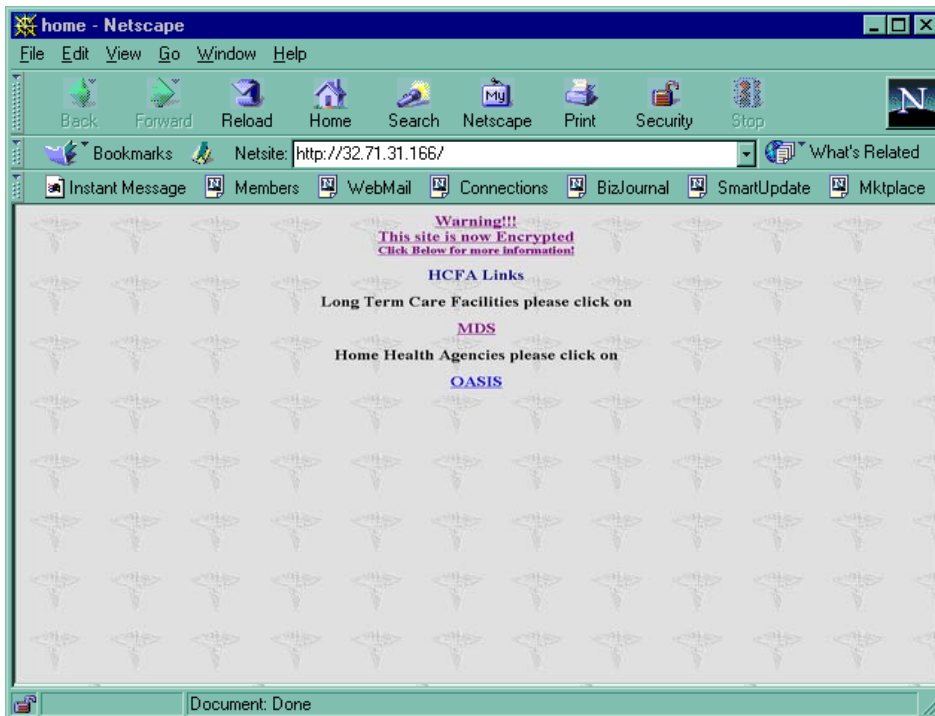 home - Netscape
File Edit View Go Window Help
My
N
Back Forward Reload Home Search Netscape Print Security Stop
Bookmarks Netsite: http://32.71.31.166/ What's Related
Instant Message Members WebMail Connections BizJournal SmartUpdate Mktplace
Warning!!!
This site is now Encrypted
Click Below for more information!
HCFA Links
Long Term Care Facilities please click on
MDS
Home Health Agencies please click on
OASIS
Document: Done